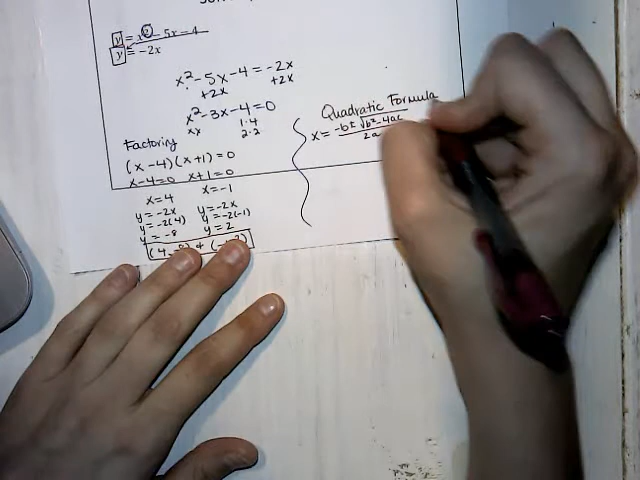 y = x² - 5x - 4
y = -2x
x² - 5x - 4 = -2x
+2x +2x
x² - 3x - 4 = 0
x x 1·4
2·2
Factoring
(x - 4)(x + 1) = 0
x - 4 = 0 x + 1 = 0
x = 4 x = -1
y = -2x y = -2x
y = -2(4) y = -2(-1)
y = -8 y = 2
Quadratic Formula
x = -b ± √b² - 4ac
2a